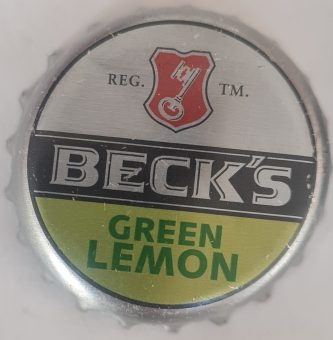 REG. TM.
BECK'S
GREEN
LEMON